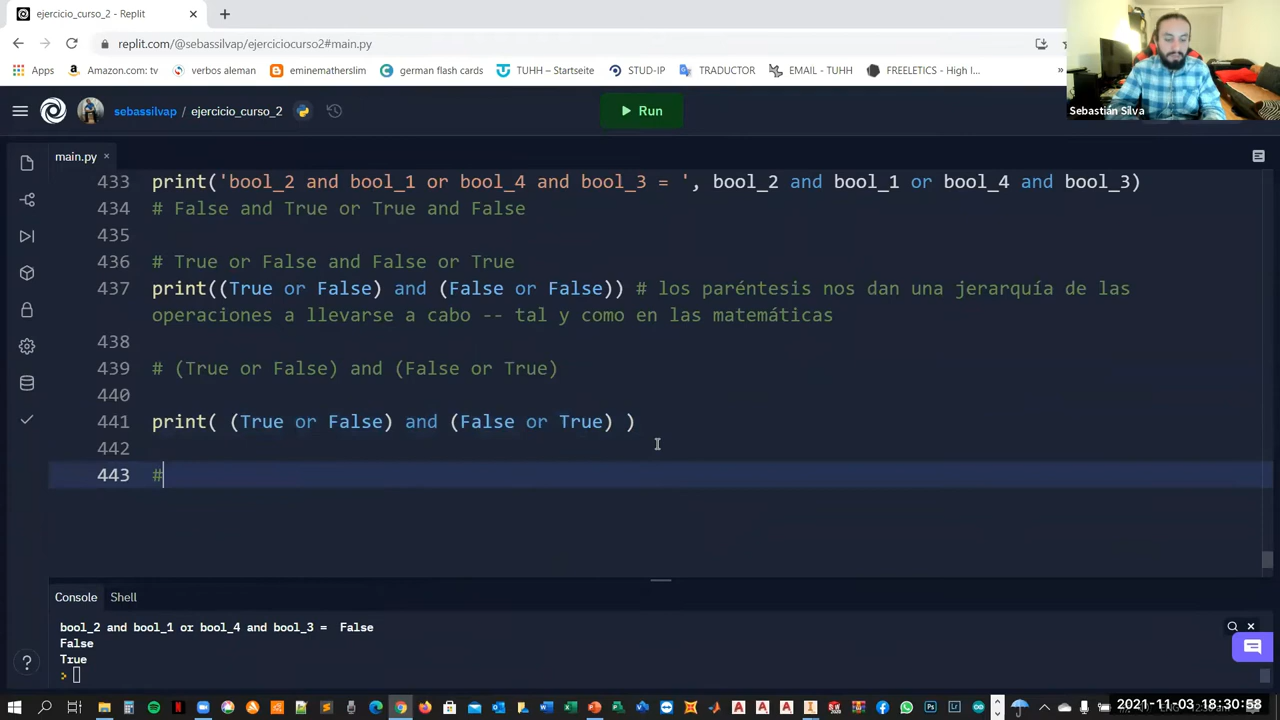 ejercicio_curso_2 - Replit
replit.com/@sebassilvap/ejerciciocurso2#main.py
Apps
Amazon.com: tv
verbos aleman
eminematherslim
german flash cards
TUHH – Startseite
STUD-IP
TRADUCTOR
EMAIL - TUHH
FREELETICS - High I...
»
Sebastián Silva
sebassilvap / ejercicio_curso_2
Run
main.py
433 print('bool_2 and bool_1 or bool_4 and bool_3 = ', bool_2 and bool_1 or bool_4 and bool_3)
434 # False and True or True and False
435
436 # True or False and False or True
437 print((True or False) and (False or False)) # los paréntesis nos dan una jerarquía de las
operaciones a llevarse a cabo -- tal y como en las matemáticas
438
439 # (True or False) and (False or True)
440
441 print( (True or False) and (False or True) )
442
443 #
Console
Shell
bool_2 and bool_1 or bool_4 and bool_3 =  False
False
True
>
2021-11-03 18:30:58